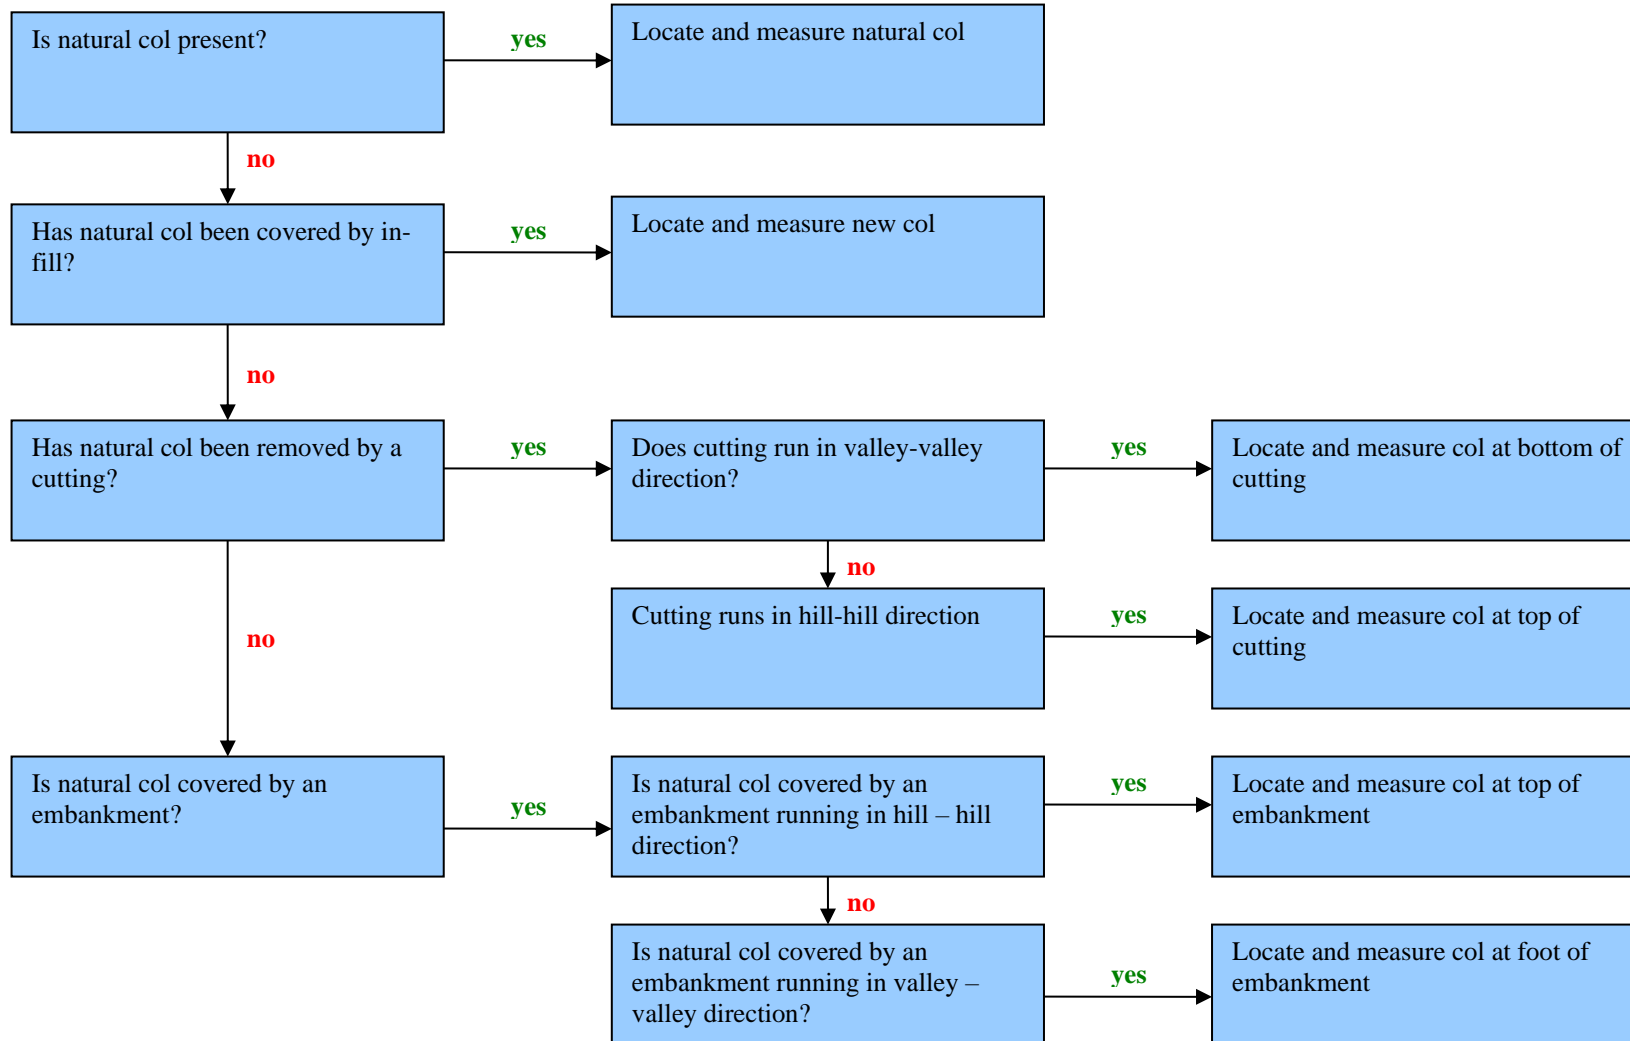 Is natural col present?
yes
Locate and measure natural col
no
Has natural col been covered by in-
fill?
yes
Locate and measure new col
no
Has natural col been removed by a
cutting?
yes
Does cutting run in valley-valley
direction?
yes
Locate and measure col at bottom of
cutting
no
Cutting runs in hill-hill direction
yes
Locate and measure col at top of
cutting
no
Is natural col covered by an
embankment?
yes
Is natural col covered by an
embankment running in hill – hill
direction?
yes
Locate and measure col at top of
embankment
no
Is natural col covered by an
embankment running in valley –
valley direction?
yes
Locate and measure col at foot of
embankment